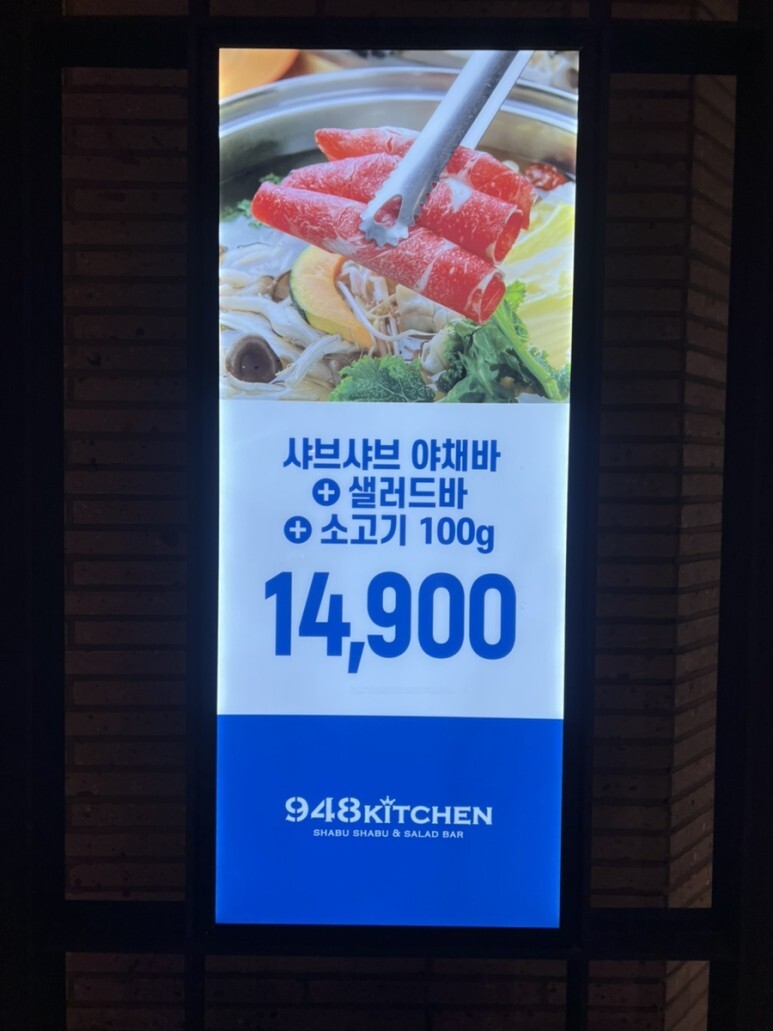 샤브샤브 야채바
+ 샐러드바
+ 소고기 100g
14,900
948KITCHEN
SHABU SHABU & SALAD BAR